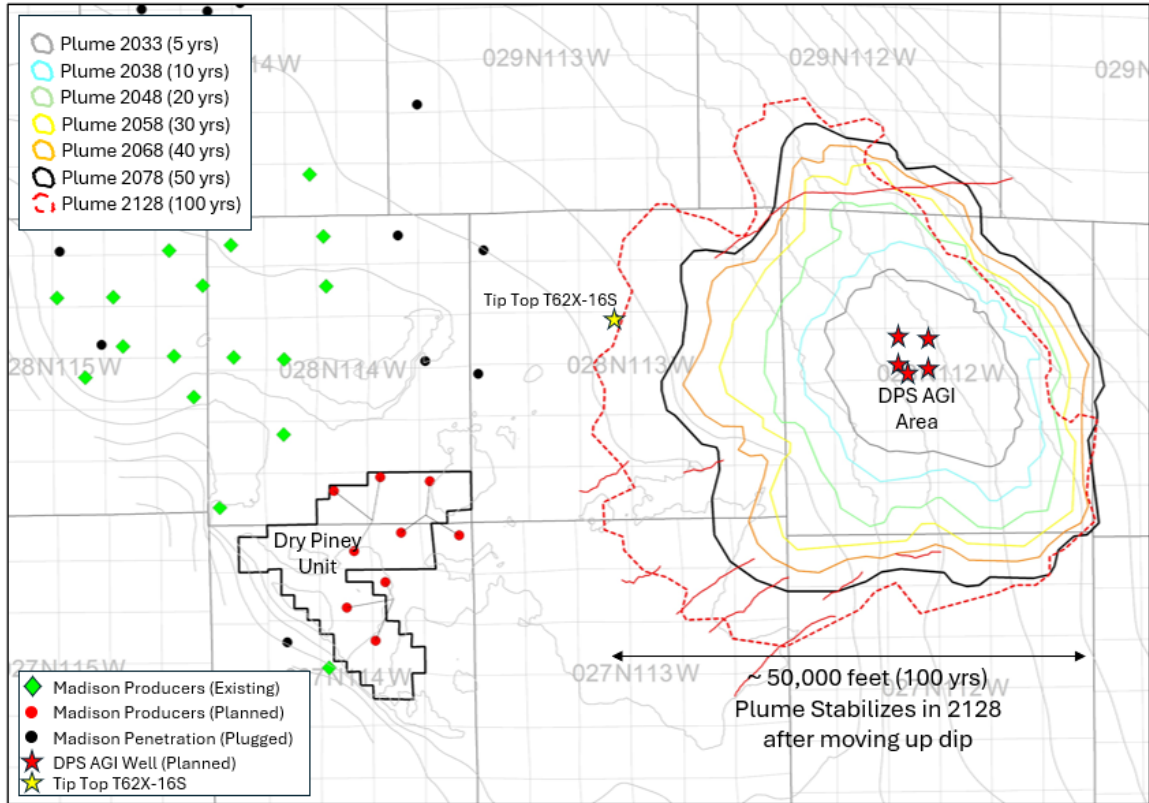 Plume 2033 (5 yrs)
Plume 2038 (10 yrs)
Plume 2048 (20 yrs)
Plume 2058 (30 yrs)
Plume 2068 (40 yrs)
Plume 2078 (50 yrs)
Plume 2128 (100 yrs)
14W
029N113W
029N112W
029N
Tip Top T62X-16S
28N115W
028N114W
028N113W
02 N112W
DPS AGI
Area
Dry Piney
Unit
27N115W
7N114W
027N113W
027N112W
~ 50,000 feet (100 yrs)
Plume Stabilizes in 2128
after moving up dip
Madison Producers (Existing)
Madison Producers (Planned)
Madison Penetration (Plugged)
DPS AGI Well (Planned)
Tip Top T62X-16S